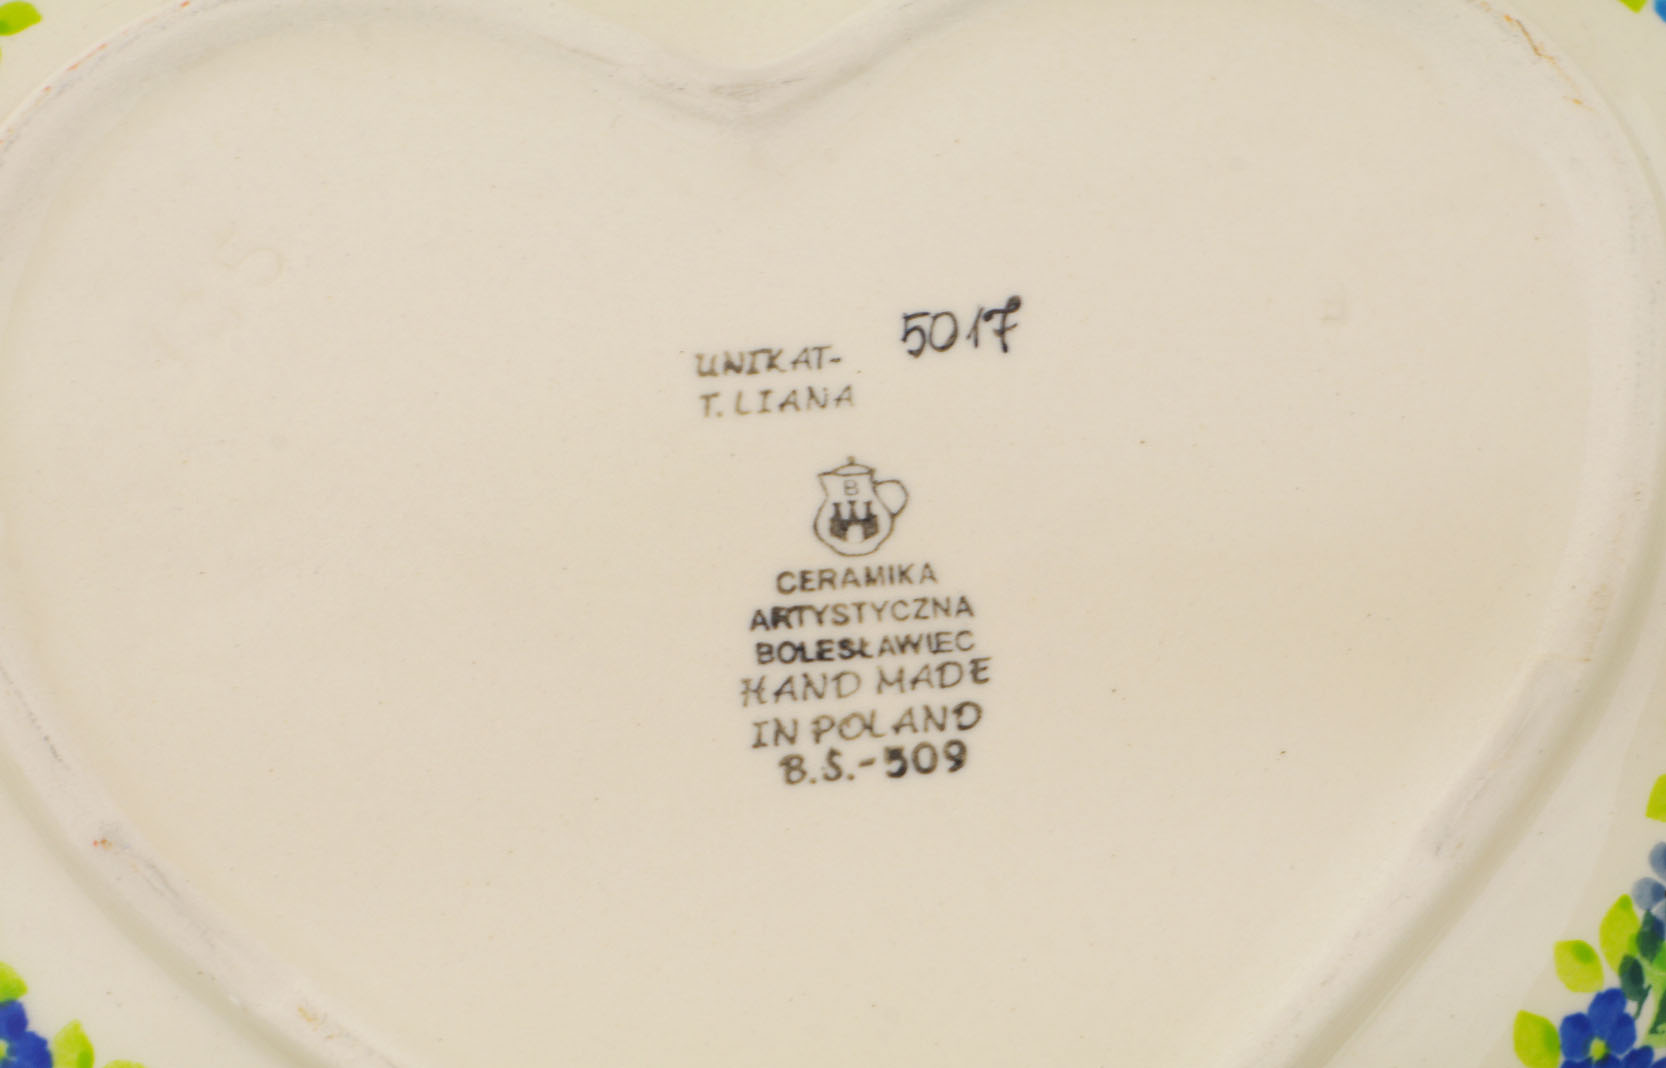 5017
UNIKAT-
T. LIANA
B
CERAMIKA
ARTYSTYCZNA
BOLESŁAWIEC
HAND MADE
IN POLAND
B.S.-509